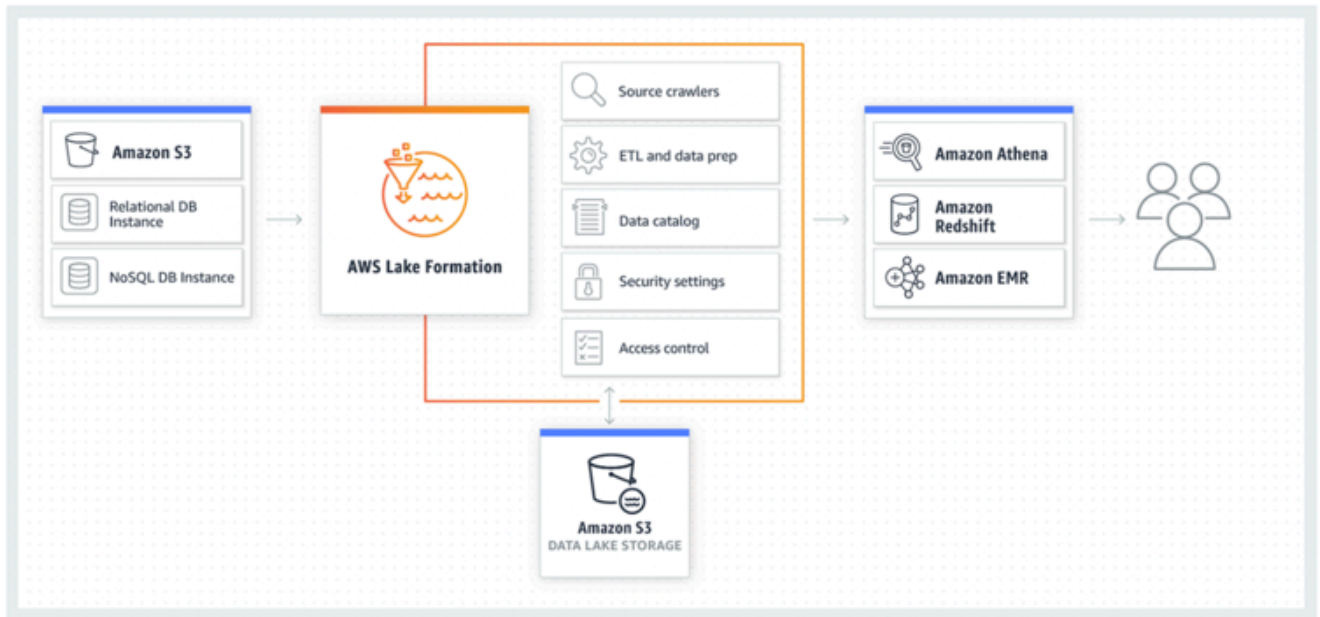 Amazon S3
Relational DB
Instance
NoSQL DB Instance
AWS Lake Formation
Source crawlers
ETL and data prep
Data catalog
Security settings
Access control
Amazon S3
DATA LAKE STORAGE
Amazon Athena
Amazon
Redshift
Amazon EMR